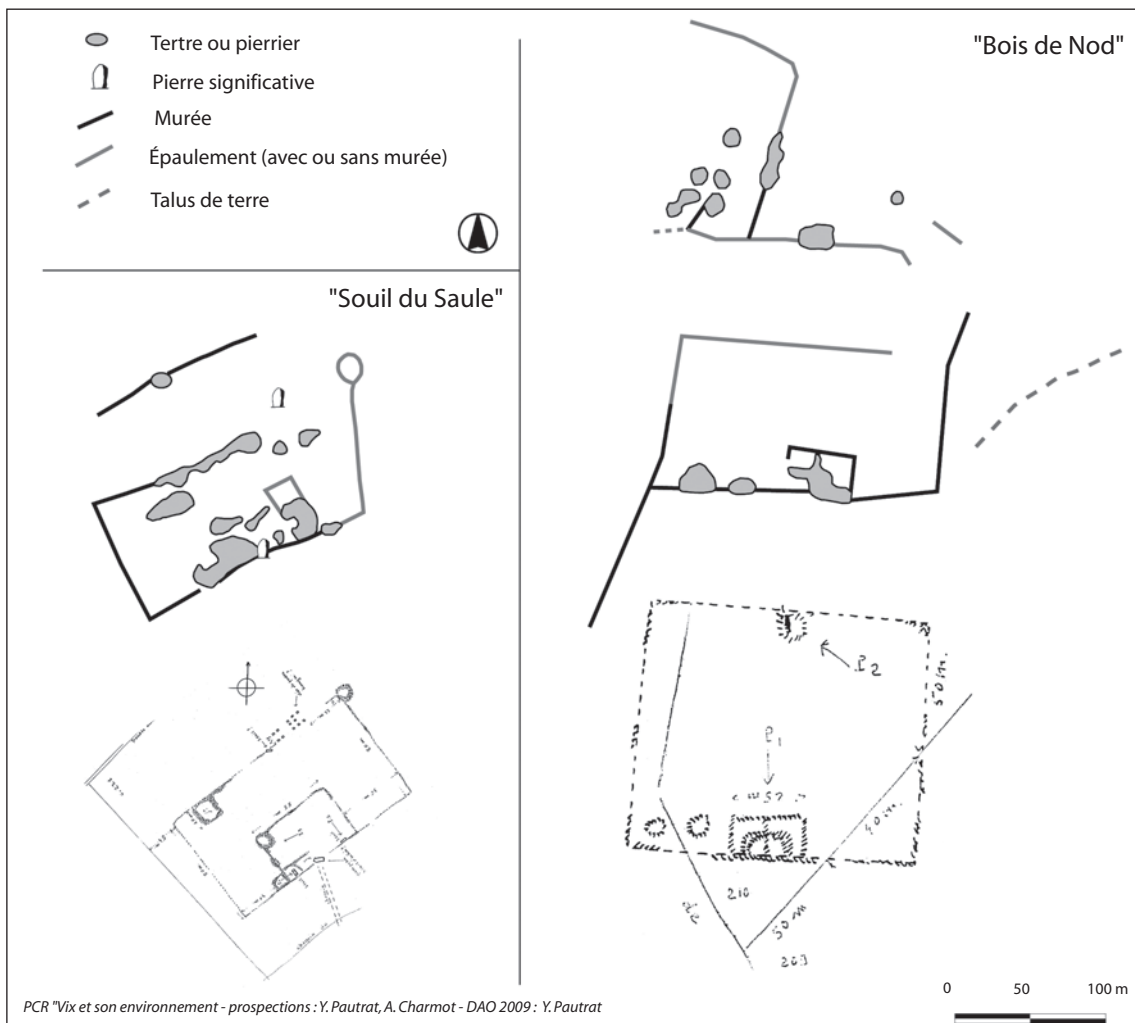 Tertre ou pierrier
Pierre significative
Murée
Épaulement (avec ou sans murée)
Talus de terre
"Bois de Nod"
"Souil du Saule"
P2
50 m.
P1
40 m.
210
d2
50 m
209
PCR "Vix et son environnement - prospections : Y. Pautrat, A. Charmot - DAO 2009 : Y. Pautrat
0 50 100 m